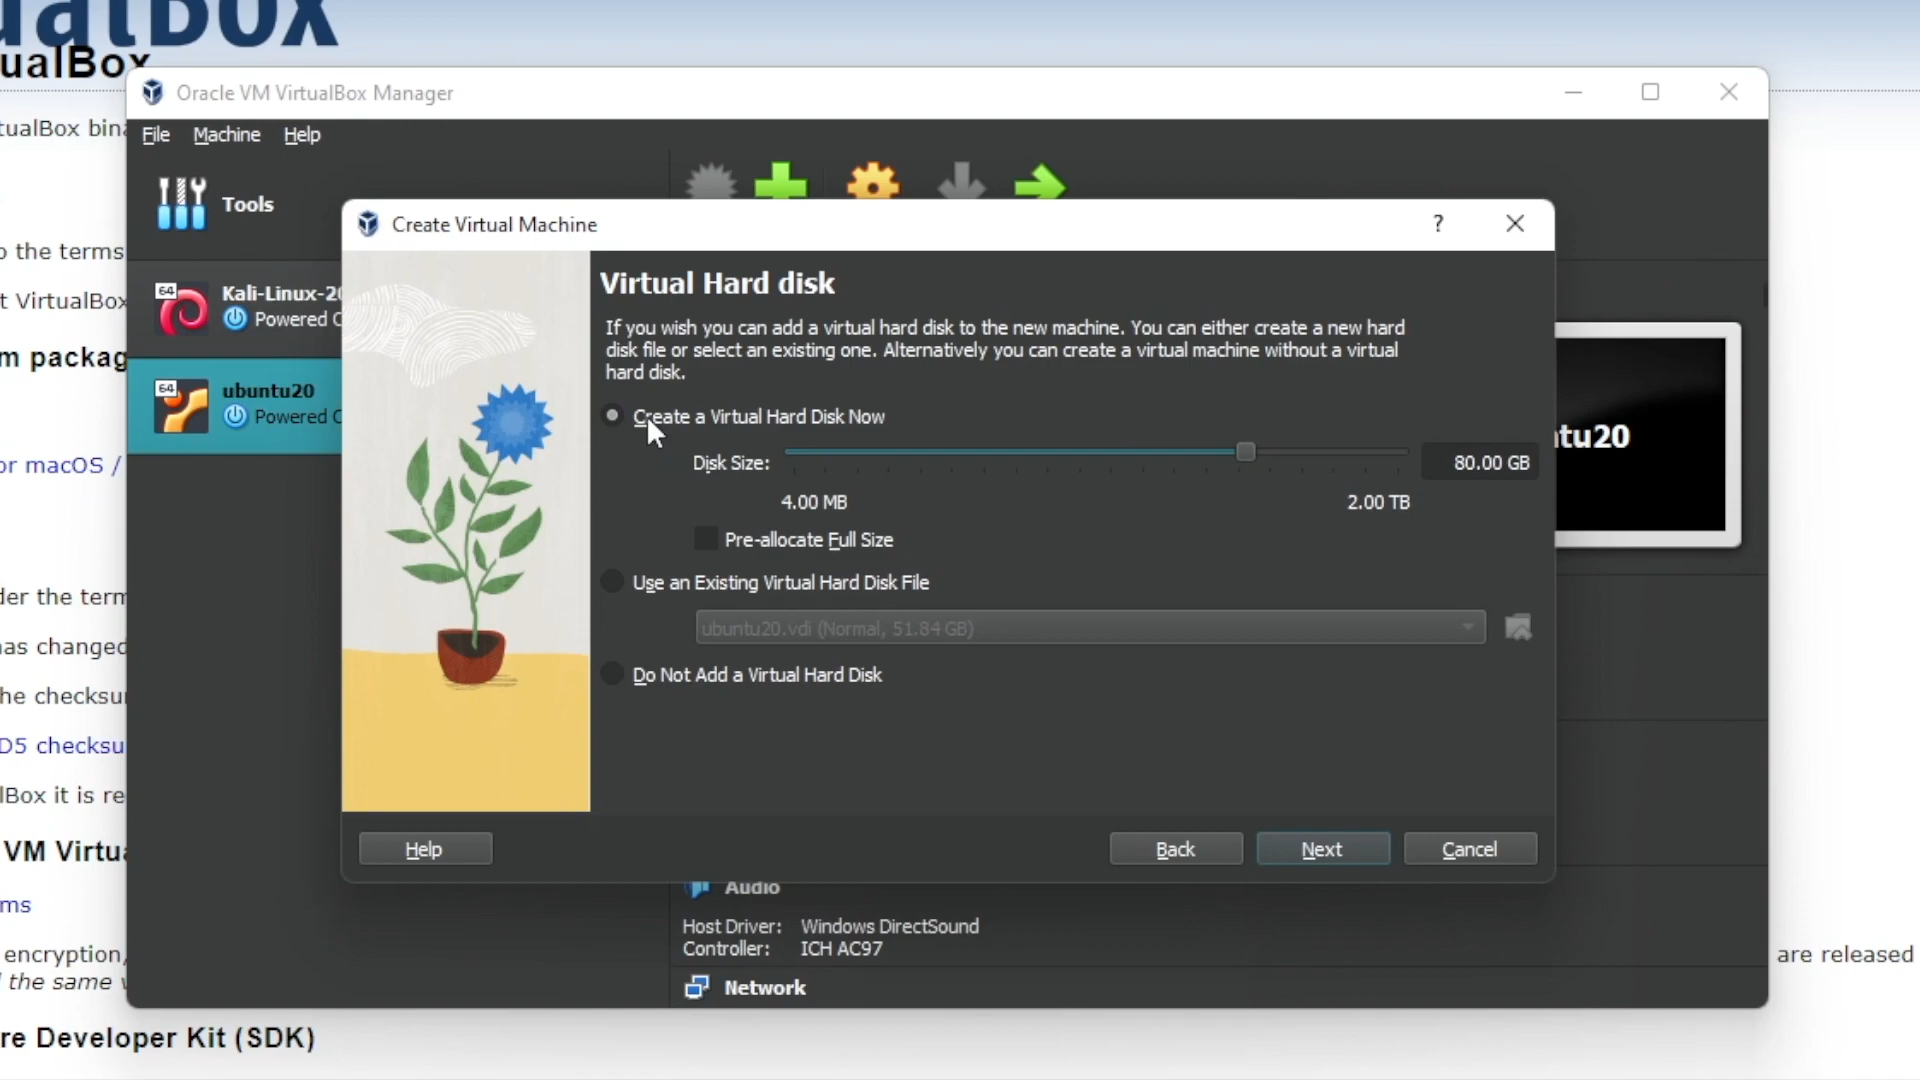 ualBox
ualBox
Oracle VM VirtualBox Manager
tualBox bina
File Machine Help
Tools
o the terms
Create Virtual Machine
?
64
Kali-Linux-20
Powered O
t VirtualBox
Virtual Hard disk
If you wish you can add a virtual hard disk to the new machine. You can either create a new hard
disk file or select an existing one. Alternatively you can create a virtual machine without a virtual
hard disk.
m packag
64
ubuntu20
Powered O
Create a Virtual Hard Disk Now
tu20
or macOS /
Disk Size:
80.00 GB
4.00 MB
2.00 TB
Pre-allocate Full Size
Use an Existing Virtual Hard Disk File
der the term
ubuntu20.vdi (Normal, 51.84 GB)
as changed
Do Not Add a Virtual Hard Disk
he checksu
D5 checksu
lBox it is re
VM Virtua
Help
Back
Next
Cancel
Audio
ms
Host Driver: Windows DirectSound
Controller: ICH AC97
encryption,
are released
the same
Network
re Developer Kit (SDK)